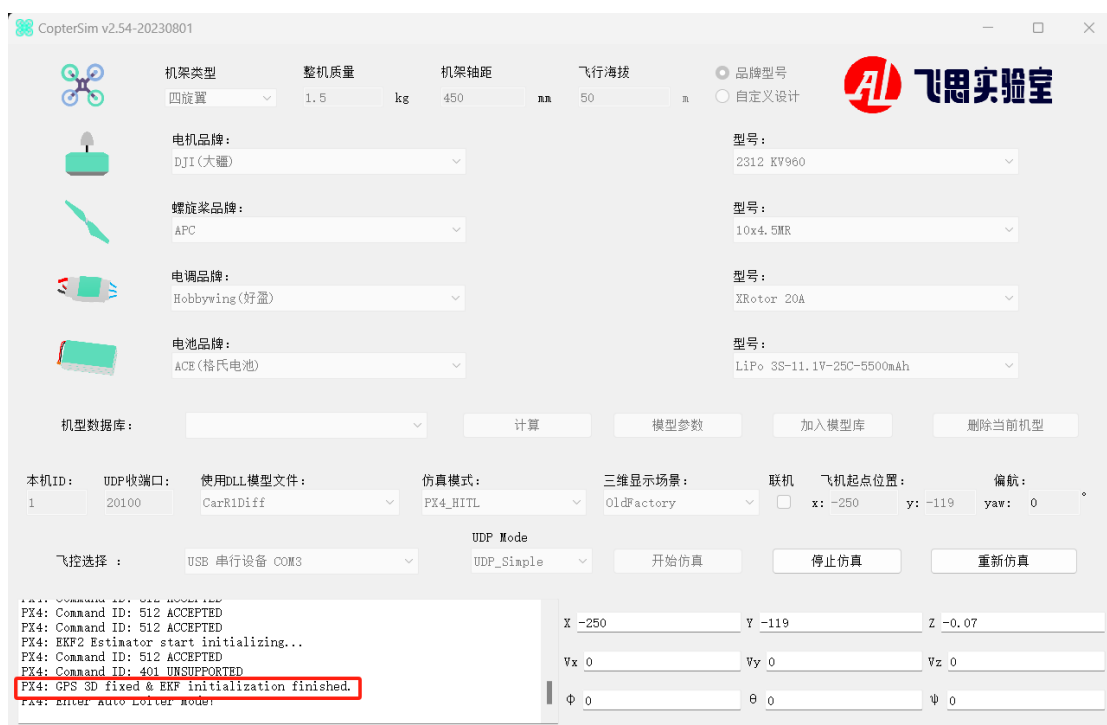 CopterSim v2.54-20230801
机架类型 整机质量 机架轴距 飞行海拔 品牌型号
四旋翼 1.5 kg 450 mm 50 m 自定义设计
飞思实验室
电机品牌： 型号：
DJI(大疆) 2312 KV960
螺旋桨品牌： 型号：
APC 10x4.5MR
电调品牌： 型号：
Hobbywing(好盈) XRotor 20A
电池品牌： 型号：
ACE(格氏电池) LiPo 3S-11.1V-25C-5500mAh
机型数据库： 计算 模型参数 加入模型库 删除当前机型
本机ID： UDP收端口： 使用DLL模型文件： 仿真模式： 三维显示场景： 联机 飞机起点位置： 偏航：
1 20100 CarR1Diff PX4_HITL OldFactory x: -250 y: -119 yaw: 0 °
UDP Mode
飞控选择 ： USB 串行设备 COM3 UDP_Simple 开始仿真 停止仿真 重新仿真
PX4: Command ID: 512 ACCEPTED
PX4: Command ID: 512 ACCEPTED
PX4: Command ID: 512 ACCEPTED
PX4: EKF2 Estimator start initializing...
PX4: Command ID: 512 ACCEPTED
PX4: Command ID: 401 UNSUPPORTED
PX4: GPS 3D fixed & EKF initialization finished.
PX4: Enter Auto Loiter Mode!
X -250 Y -119 Z -0.07
Vx 0 Vy 0 Vz 0
Φ 0 θ 0 ψ 0